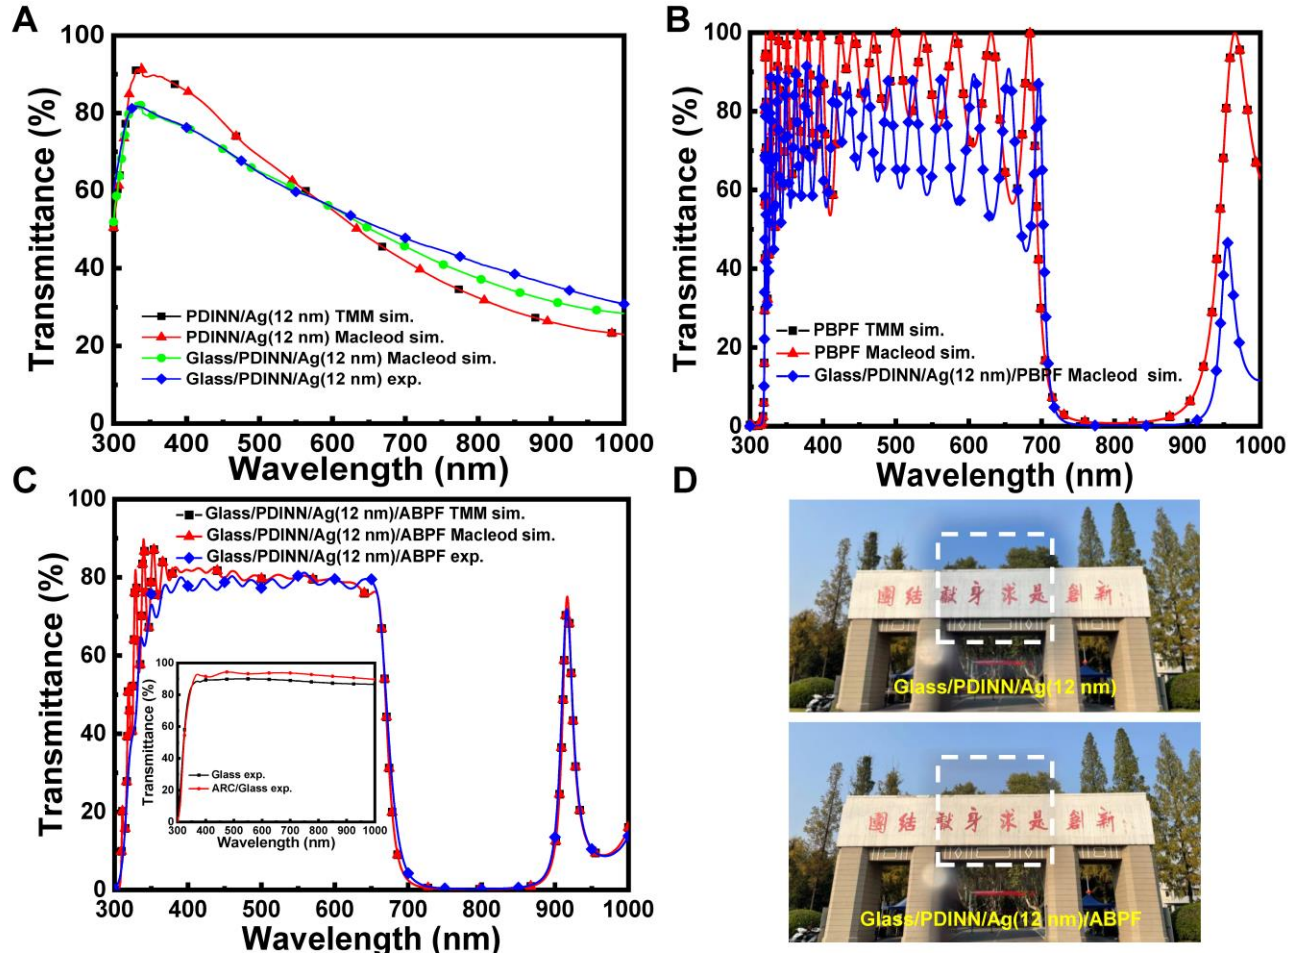 A
Transmittance (%)
100
80
60
40
20
0
PDINN/Ag(12 nm) TMM sim.
PDINN/Ag(12 nm) Macleod sim.
Glass/PDINN/Ag(12 nm) Macleod sim.
Glass/PDINN/Ag(12 nm) exp.
300 400 500 600 700 800 900 1000
Wavelength (nm)
B
Transmittance (%)
100
80
60
40
20
0
PBPF TMM sim.
PBPF Macleod sim.
Glass/PDINN/Ag(12 nm)/PBPF Macleod sim.
300 400 500 600 700 800 900 1000
Wavelength (nm)
C
Transmittance (%)
100
80
60
40
20
0
Glass/PDINN/Ag(12 nm)/ABPF TMM sim.
Glass/PDINN/Ag(12 nm)/ABPF Macleod sim.
Glass/PDINN/Ag(12 nm)/ABPF exp.
Transmittance (%)
100
80
60
40
20
0
Glass exp.
ARC/Glass exp.
300 400 500 600 700 800 900 1000
Wavelength (nm)
300 400 500 600 700 800 900 1000
Wavelength (nm)
D
團結獻身求是創新
Glass/PDINN/Ag(12 nm)
團結獻身求是創新
Glass/PDINN/Ag(12 nm)/ABPF